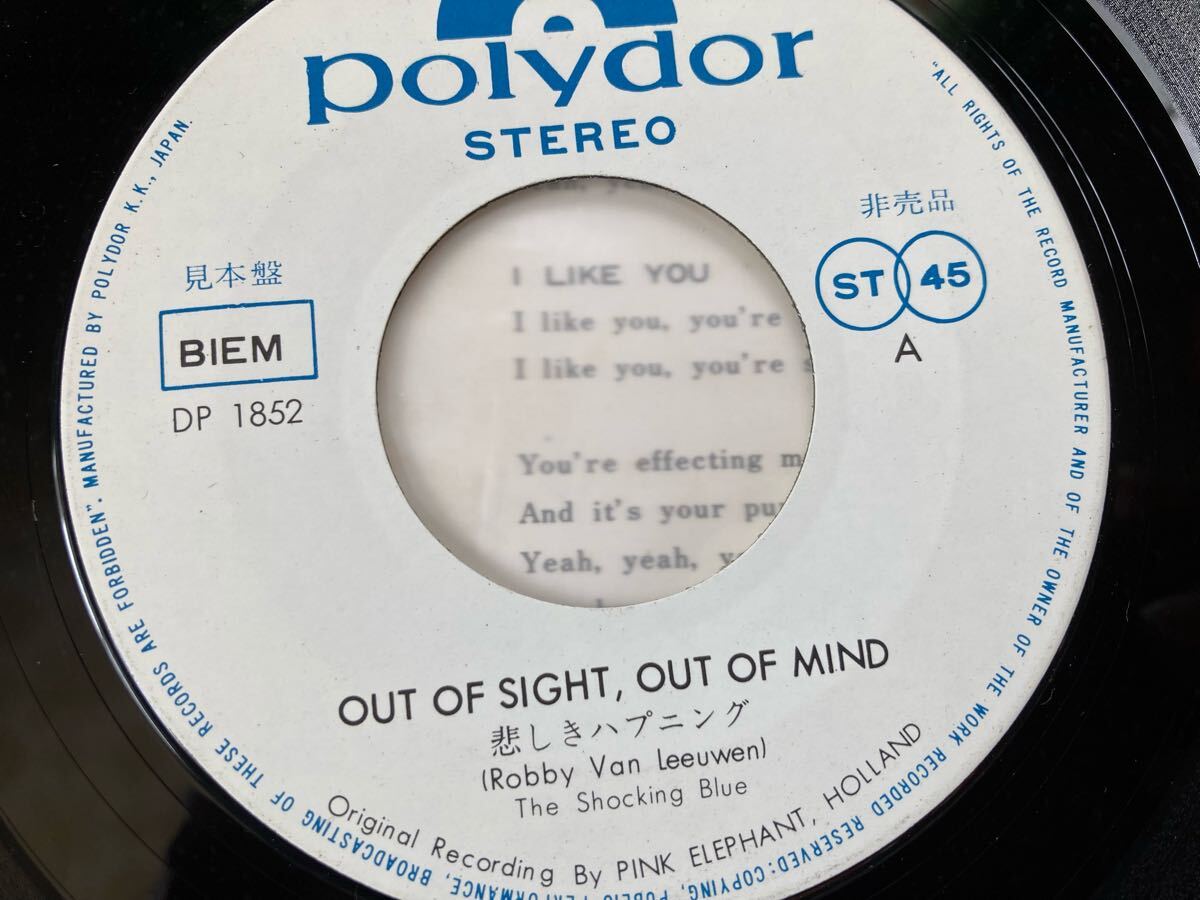 polydor
STEREO
見本盤
BIEM
DP 1852
非売品
ST 45
A
I LIKE YOU
I like you, you're
I like you, you're
You're effecting
And it's your
Yeah, yeah,
OUT OF SIGHT, OUT OF MIND
悲しきハプニング
(Robby Van Leeuwen)
The Shocking Blue
Original Recording By PINK ELEPHANT, HOLLAND
"ALL RIGHTS OF THE RECORD MANUFACTURER AND OF THE OWNER OF THE WORK RECORDED RESERVED: COPYING, PUBLIC PERFORMANCE, BROADCASTING OF THESE RECORDS ARE FORBIDDEN". MANUFACTURED BY POLYDOR K.K., JAPAN.